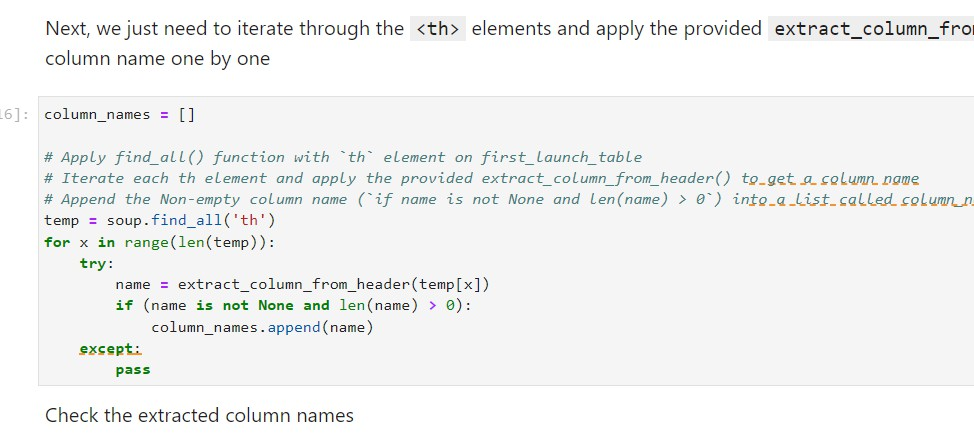 Next, we just need to iterate through the <th> elements and apply the provided extract_column_fro
column name one by one
16]: column_names = []
# Apply find_all() function with `th` element on first_launch_table
# Iterate each th element and apply the provided extract_column_from_header() to get a column name
# Append the Non-empty column name (`if name is not None and len(name) > 0`) into a list called column_n
temp = soup.find_all('th')
for x in range(len(temp)):
    try:
        name = extract_column_from_header(temp[x])
        if (name is not None and len(name) > 0):
            column_names.append(name)
    except:
        pass
Check the extracted column names